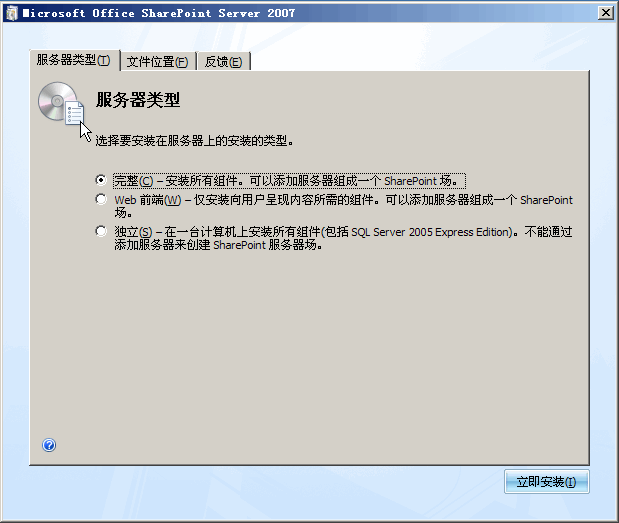 Microsoft Office SharePoint Server 2007
服务器类型(T) 文件位置(F) 反馈(E)
服务器类型
选择要安装在服务器上的安装的类型。
完整(C) – 安装所有组件。可以添加服务器组成一个 SharePoint 场。
Web 前端(W) – 仅安装向用户呈现内容所需的组件。可以添加服务器组成一个 SharePoint
场。
独立(S) – 在一台计算机上安装所有组件(包括 SQL Server 2005 Express Edition)。不能通过
添加服务器来创建 SharePoint 服务器场。
立即安装(I)